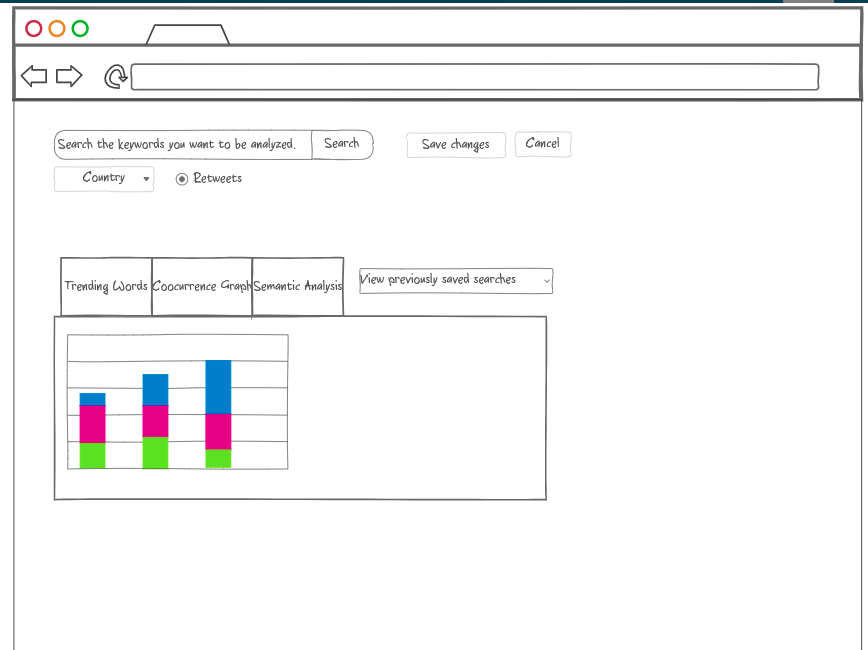 Search the keywords you want to be analyzed.
Search
Save changes
Cancel
Country
Retweets
Trending Words
Coocurrence Graph
Semantic Analysis
View previously saved searches